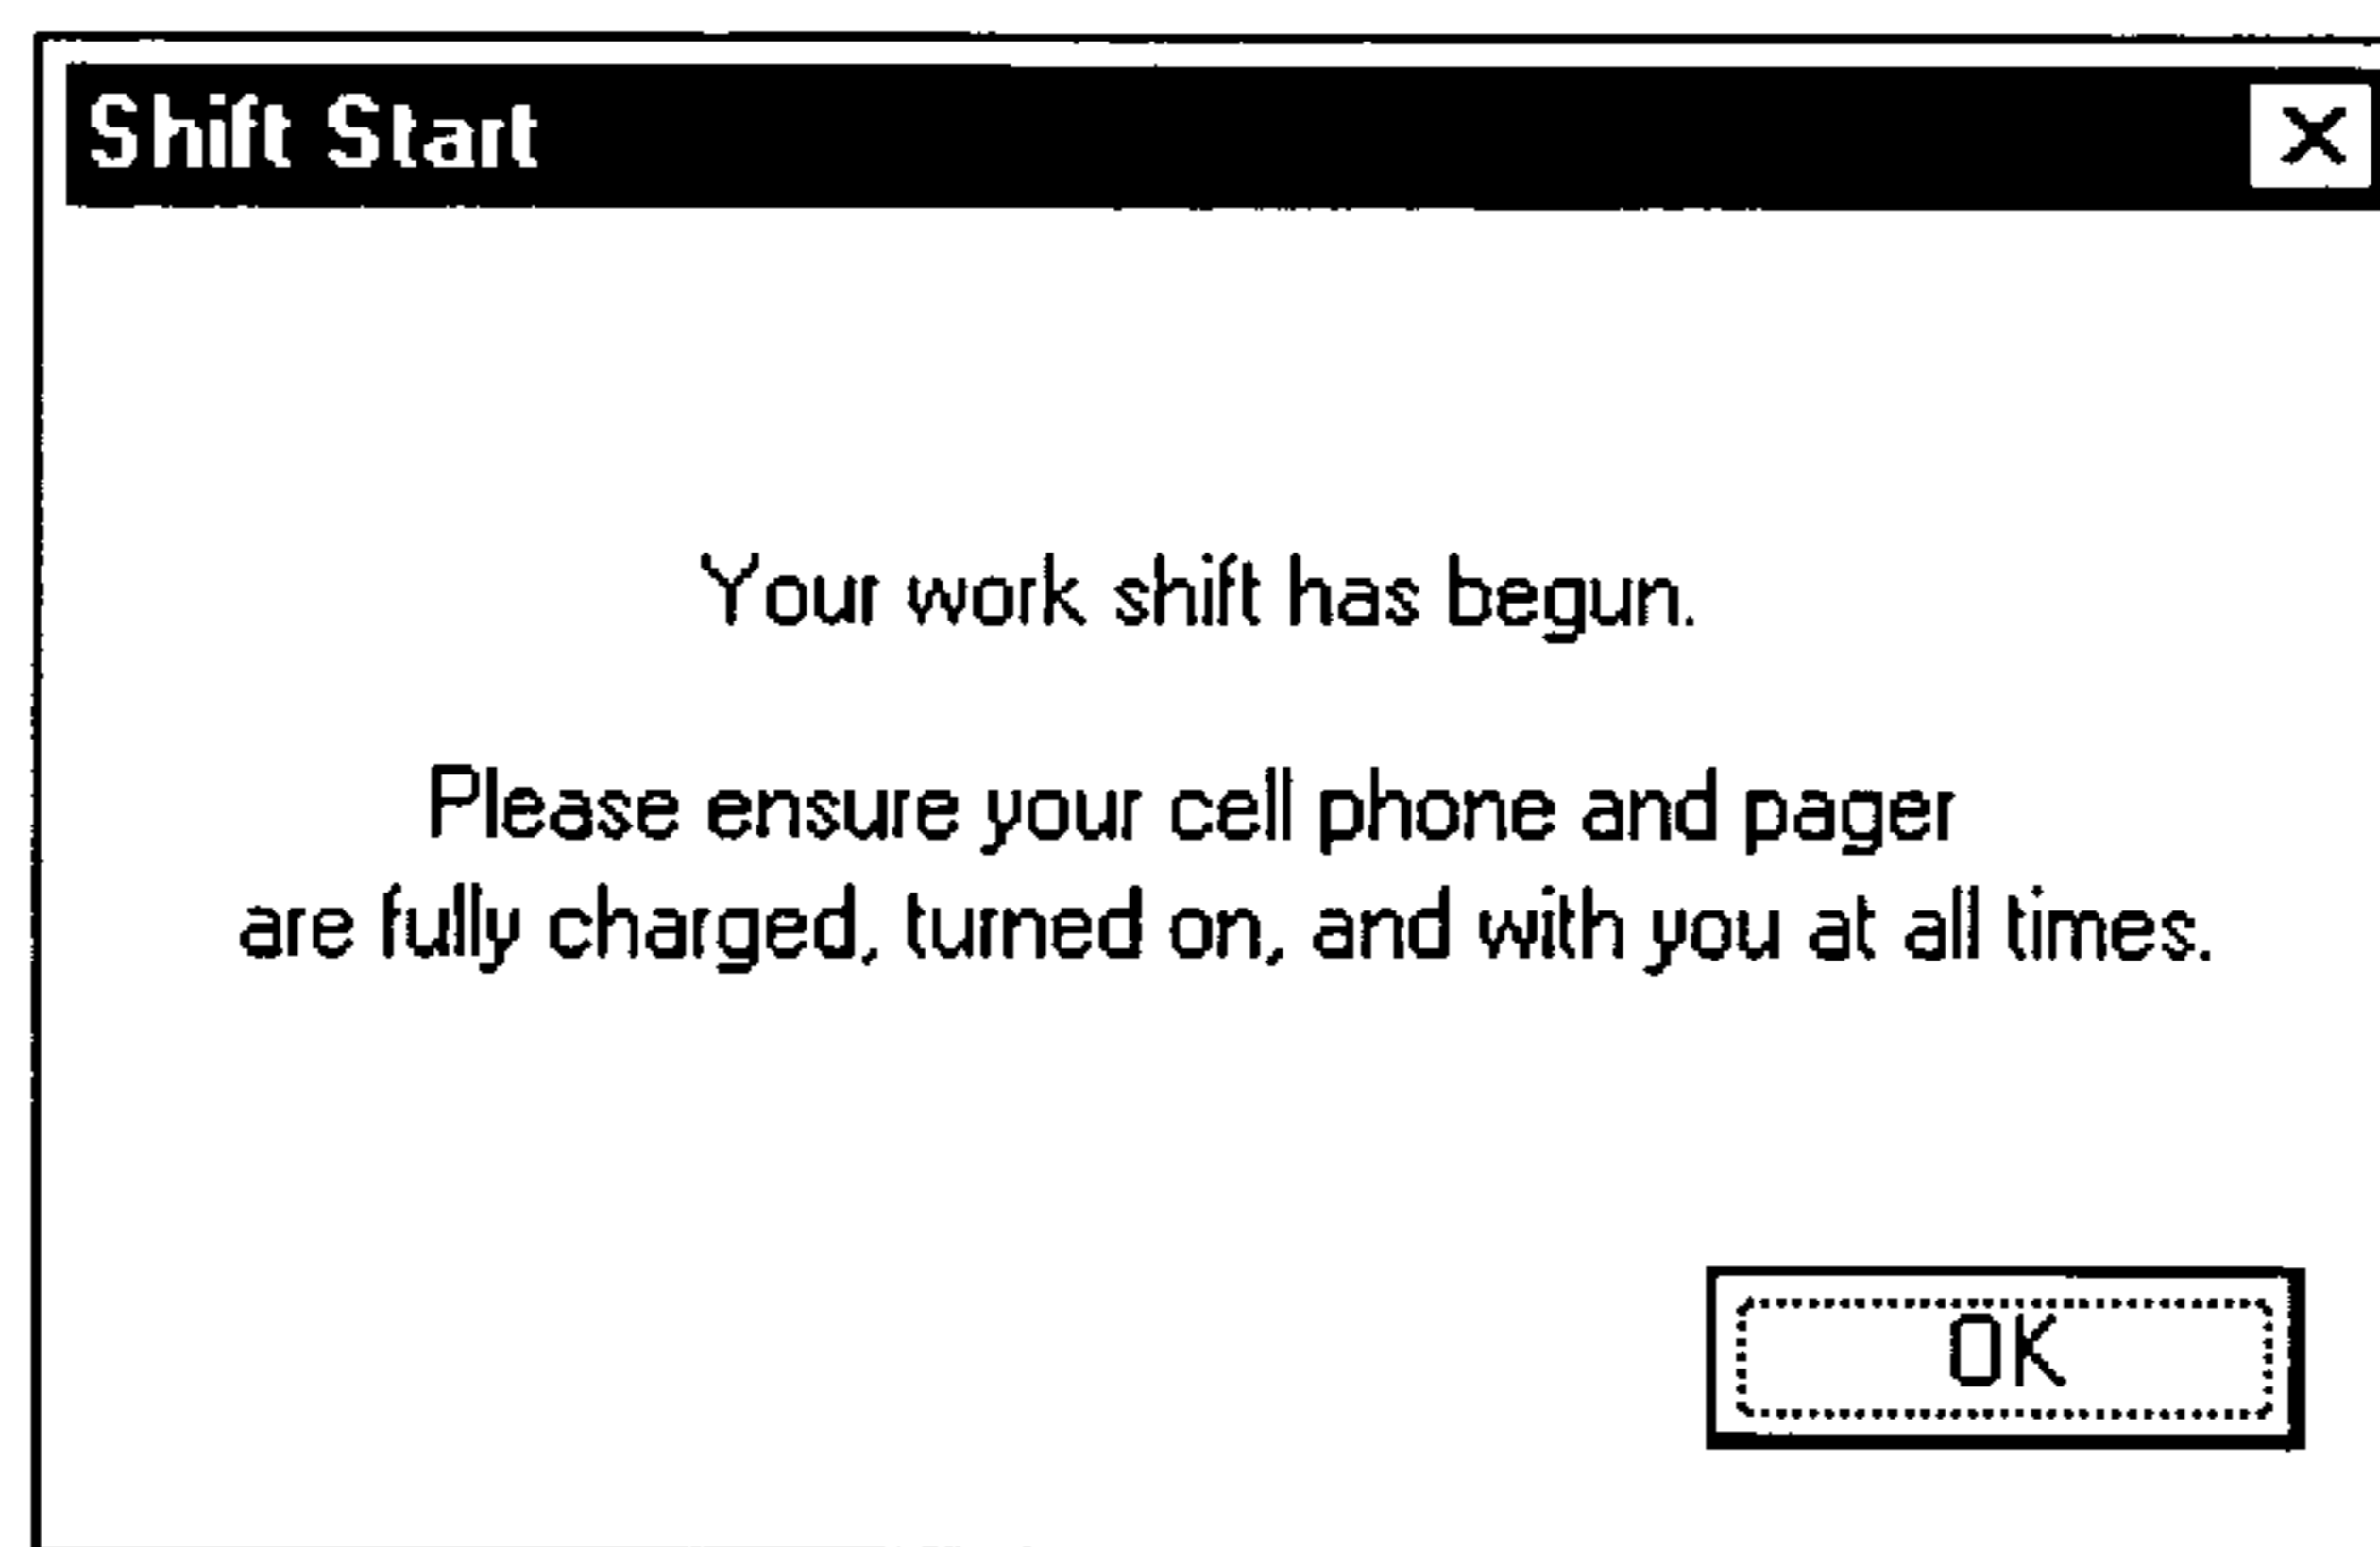 Shift Start
Your work shift has begun.
Please ensure your cell phone and pager
are fully charged, turned on, and with you at all times.
OK